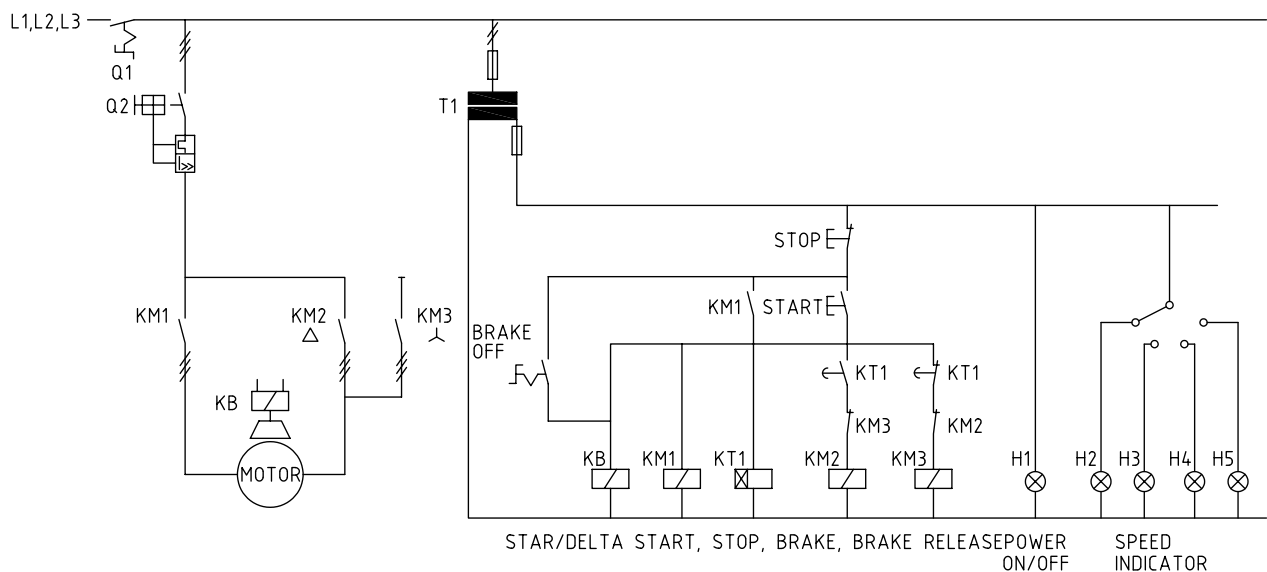 L1,L2,L3
Q1
Q2
T1
STOP
KM1
START
KM1
KM2
KM3
BRAKE
OFF
KT1
KT1
KB
KM3
KM2
MOTOR
KB
KM1
KT1
KM2
KM3
H1
H2
H3
H4
H5
STAR/DELTA START, STOP, BRAKE, BRAKE RELEASE
POWER
ON/OFF
SPEED
INDICATOR